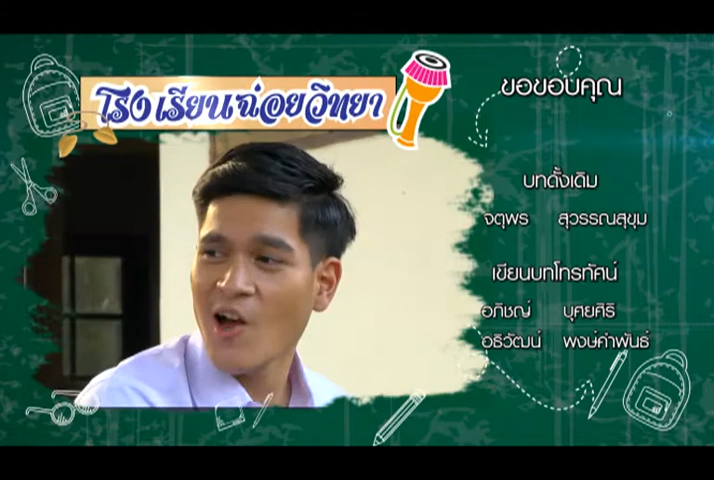 โรงเรียนฉ่อยวิทยา
ขอขอบคุณ
บทดั้งเดิม
จตุพร สุวรรณสุขุม
เขียนบทโทรทัศน์
อภิชญ์ บุศยศิริ
อธิวัฒน์ พงษ์คำพันธ์